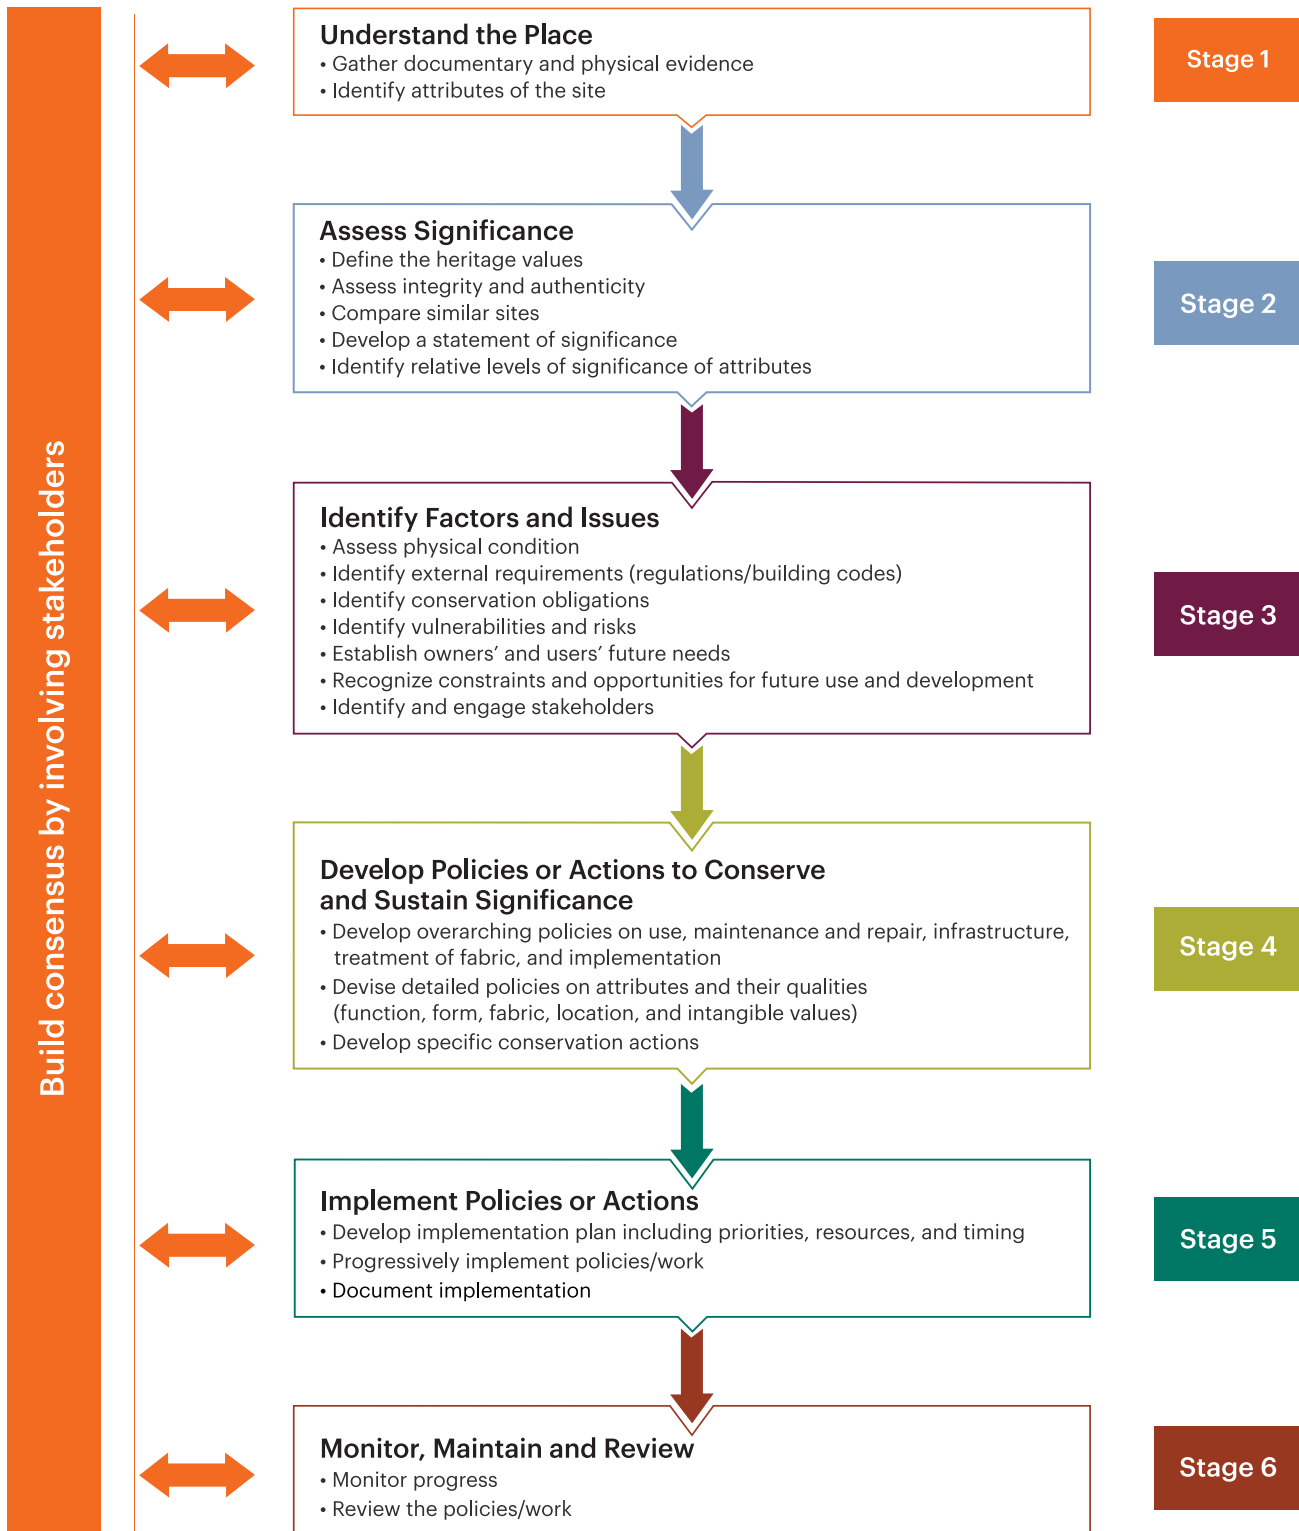 Build consensus by involving stakeholders
Understand the Place
• Gather documentary and physical evidence
• Identify attributes of the site
Stage 1
Assess Significance
• Define the heritage values
• Assess integrity and authenticity
• Compare similar sites
• Develop a statement of significance
• Identify relative levels of significance of attributes
Stage 2
Identify Factors and Issues
• Assess physical condition
• Identify external requirements (regulations/building codes)
• Identify conservation obligations
• Identify vulnerabilities and risks
• Establish owners’ and users’ future needs
• Recognize constraints and opportunities for future use and development
• Identify and engage stakeholders
Stage 3
Develop Policies or Actions to Conserve
and Sustain Significance
• Develop overarching policies on use, maintenance and repair, infrastructure,
treatment of fabric, and implementation
• Devise detailed policies on attributes and their qualities
(function, form, fabric, location, and intangible values)
• Develop specific conservation actions
Stage 4
Implement Policies or Actions
• Develop implementation plan including priorities, resources, and timing
• Progressively implement policies/work
• Document implementation
Stage 5
Monitor, Maintain and Review
• Monitor progress
• Review the policies/work
Stage 6